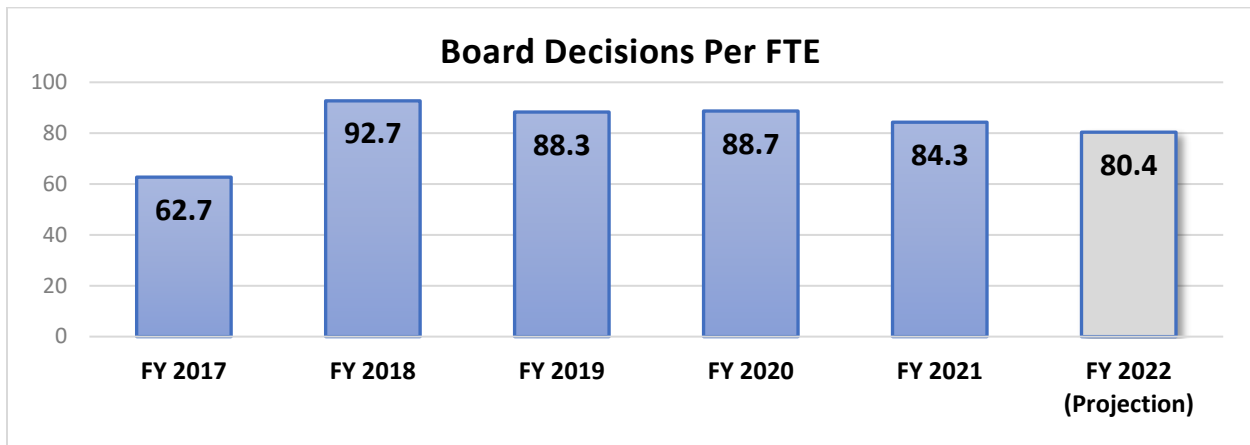 Board Decisions Per FTE
100
80
60
40
20
0
62.7
92.7
88.3
88.7
84.3
80.4
FY 2017
FY 2018
FY 2019
FY 2020
FY 2021
FY 2022
(Projection)